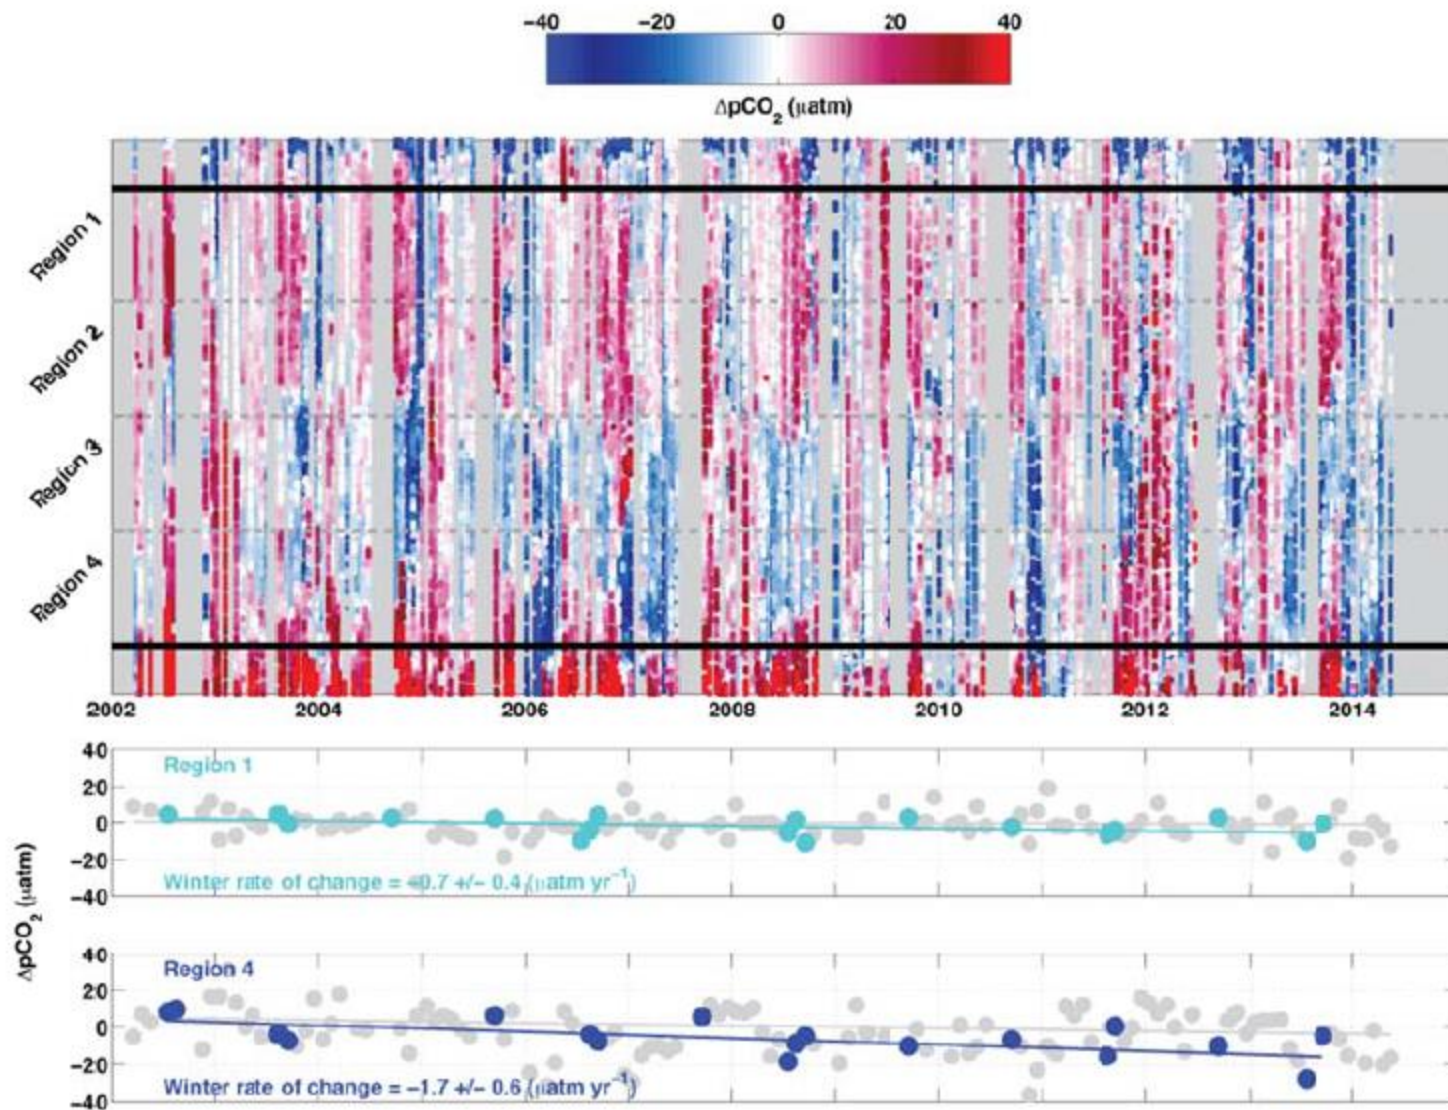 −40 −20 0 20 40
ΔpCO2 (μatm)
Region 1
Region 2
Region 3
Region 4
2002 2004 2006 2008 2010 2012 2014
ΔpCO2 (μatm)
40
20
0
−20
−40
Region 1
Winter rate of change = −0.7 +/− 0.4 (μatm yr−1)
40
20
0
−20
−40
Region 4
Winter rate of change = −1.7 +/− 0.6 (μatm yr−1)